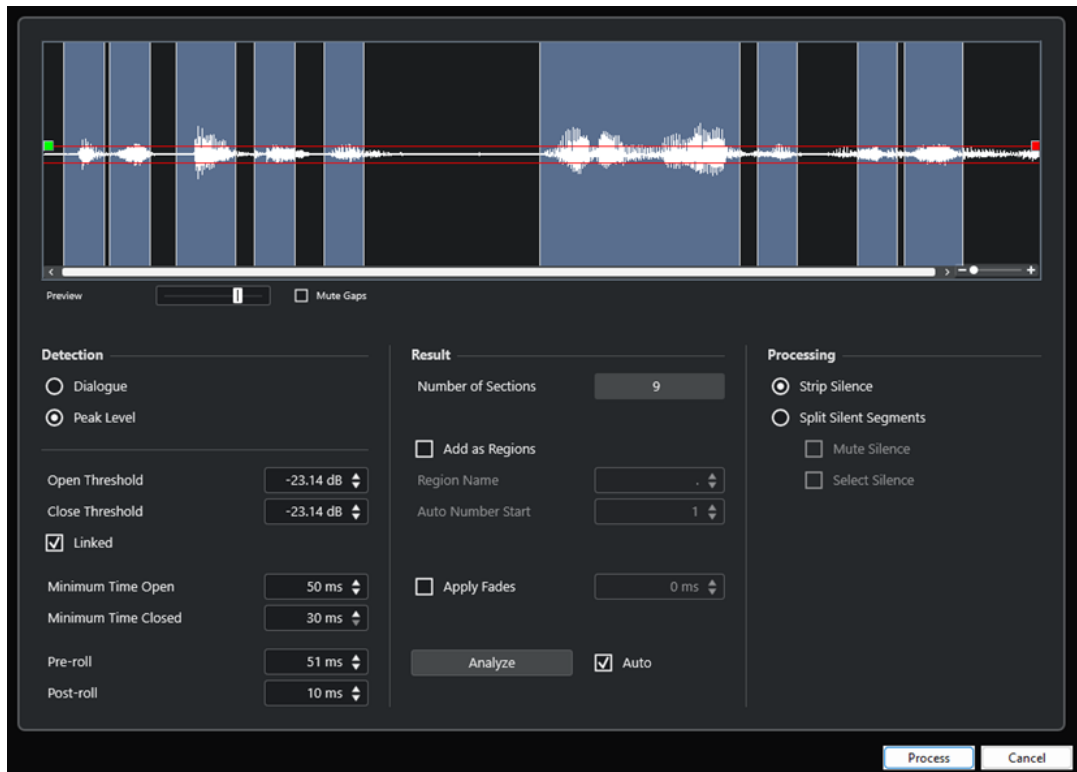 Preview
Mute Gaps
Detection
Dialogue
Peak Level
Open Threshold -23.14 dB
Close Threshold -23.14 dB
Linked
Minimum Time Open 50 ms
Minimum Time Closed 30 ms
Pre-roll 51 ms
Post-roll 10 ms
Result
Number of Sections 9
Add as Regions
Region Name .
Auto Number Start 1
Apply Fades 0 ms
Analyze
Auto
Processing
Strip Silence
Split Silent Segments
Mute Silence
Select Silence
Process
Cancel